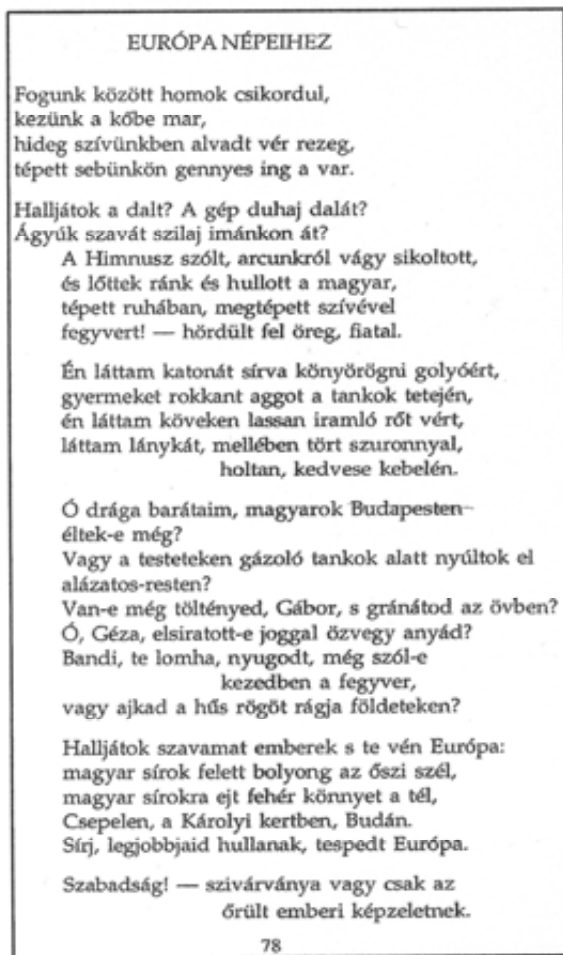 EURÓPA NÉPEIHEZ
Fogunk között homok csikordul,
kezünk a kőbe mar,
hideg szívünkben alvadt vér rezeg,
tépett sebünkön gennyes ing a var.
Halljátok a dalt? A gép duhaj dalát?
Ágyúk szavát szilaj imánkon át?
A Himnusz szólt, arcunkról vágy sikoltott,
és lőttek ránk és hullott a magyar,
tépett ruhában, megtépett szívével
fegyvert! — hördült fel öreg, fiatal.
Én láttam katonát sírva könyörögni golyóért,
gyermeket rokkant aggot a tankok tetején,
én láttam köveken lassan iramló rőt vért,
láttam lánykát, mellében tört szuronnyal,
holtan, kedvese kebelén.
Ó drága barátaim, magyarok Budapesten
éltek-e még?
Vagy a testeteken gázoló tankok alatt nyúltok el
alázatos-resten?
Van-e még töltényed, Gábor, s gránátod az övben?
Ó, Géza, elsiratott-e joggal özvegy anyád?
Bandi, te lomha, nyugodt, még szól-e
kezedben a fegyver,
vagy ajkad a hűs rögöt rágja földeteken?
Halljátok szavamat emberek s te vén Európa:
magyar sírok felett bolyong az őszi szél,
magyar sírokra ejt fehér könnyet a tél,
Csepelen, a Károlyi kertben, Budán.
Sírj, legjobbjaid hullanak, tespedt Európa.
Szabadság! — szivárványa vagy csak az
őrült emberi képzeletnek.
78